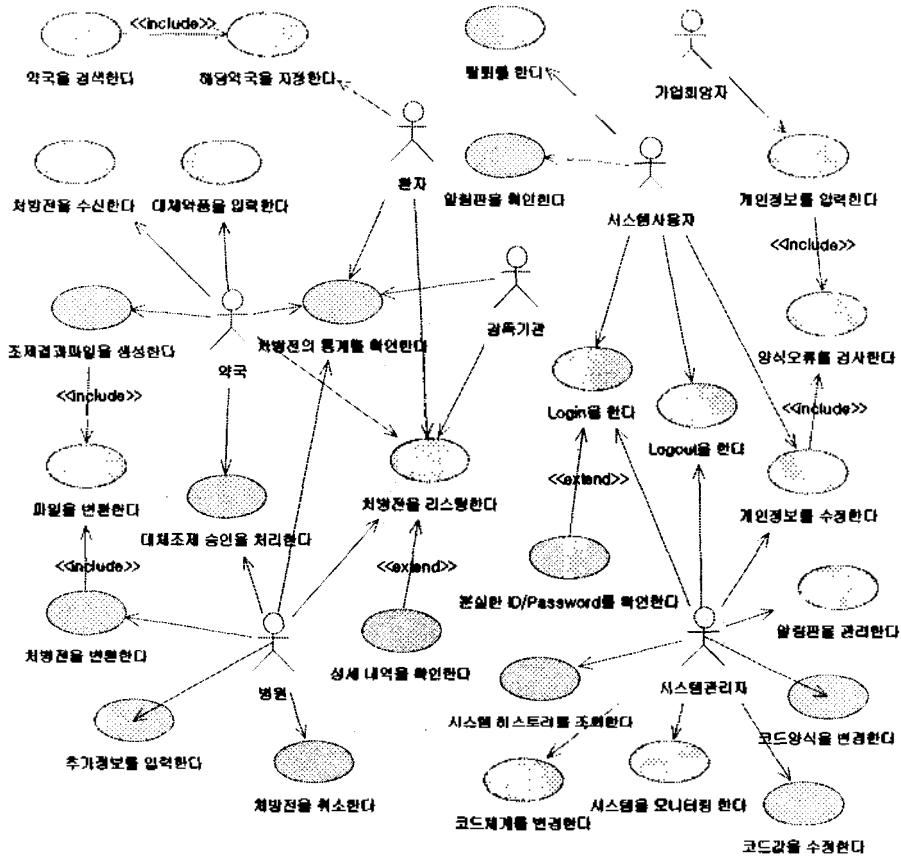 <<include>>
약국을 검색한다
해당약국을 지정한다
탈퇴를 한다
가입희망자
처방전을 수신한다
대체약품을 입력한다
환자
알림판을 확인한다
시스템사용자
개인정보를 입력한다
<<include>>
감독기관
조제결과파일을 생성한다
약국
처방전의 통계를 확인한다
양식오류를 검사한다
<<include>>
Login을 한다
Logout을 한다
<<include>>
파일을 변환한다
대체조제 승인을 처리한다
처방전을 리스팅한다
<<extend>>
개인정보를 수정한다
<<include>>
<<extend>>
분실한 ID/Password를 확인한다
알림판을 관리한다
처방전을 변환한다
병원
상세 내역을 확인한다
시스템관리자
시스템 히스토리를 조회한다
코드양식을 변경한다
추가정보를 입력한다
처방전을 취소한다
코드체계를 변경한다
시스템을 모니터링 한다
코드값을 수정한다